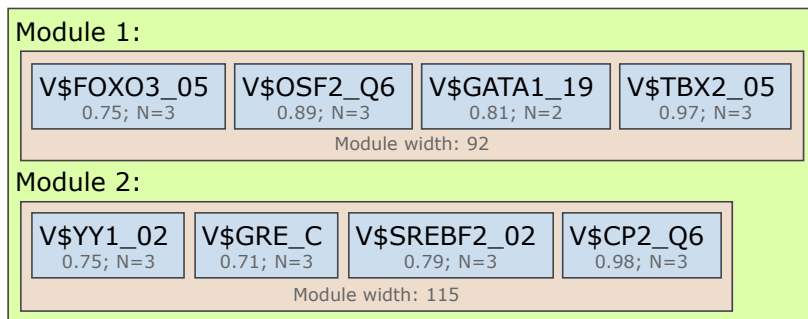 Module 1:
V$FOXO3_05 V$OSF2_Q6 V$GATA1_19 V$TBX2_05
0.75; N=3 0.89; N=3 0.81; N=2 0.97; N=3
Module width: 92
Module 2:
V$YY1_02 V$GRE_C V$SREBF2_02 V$CP2_Q6
0.75; N=3 0.71; N=3 0.79; N=3 0.98; N=3
Module width: 115